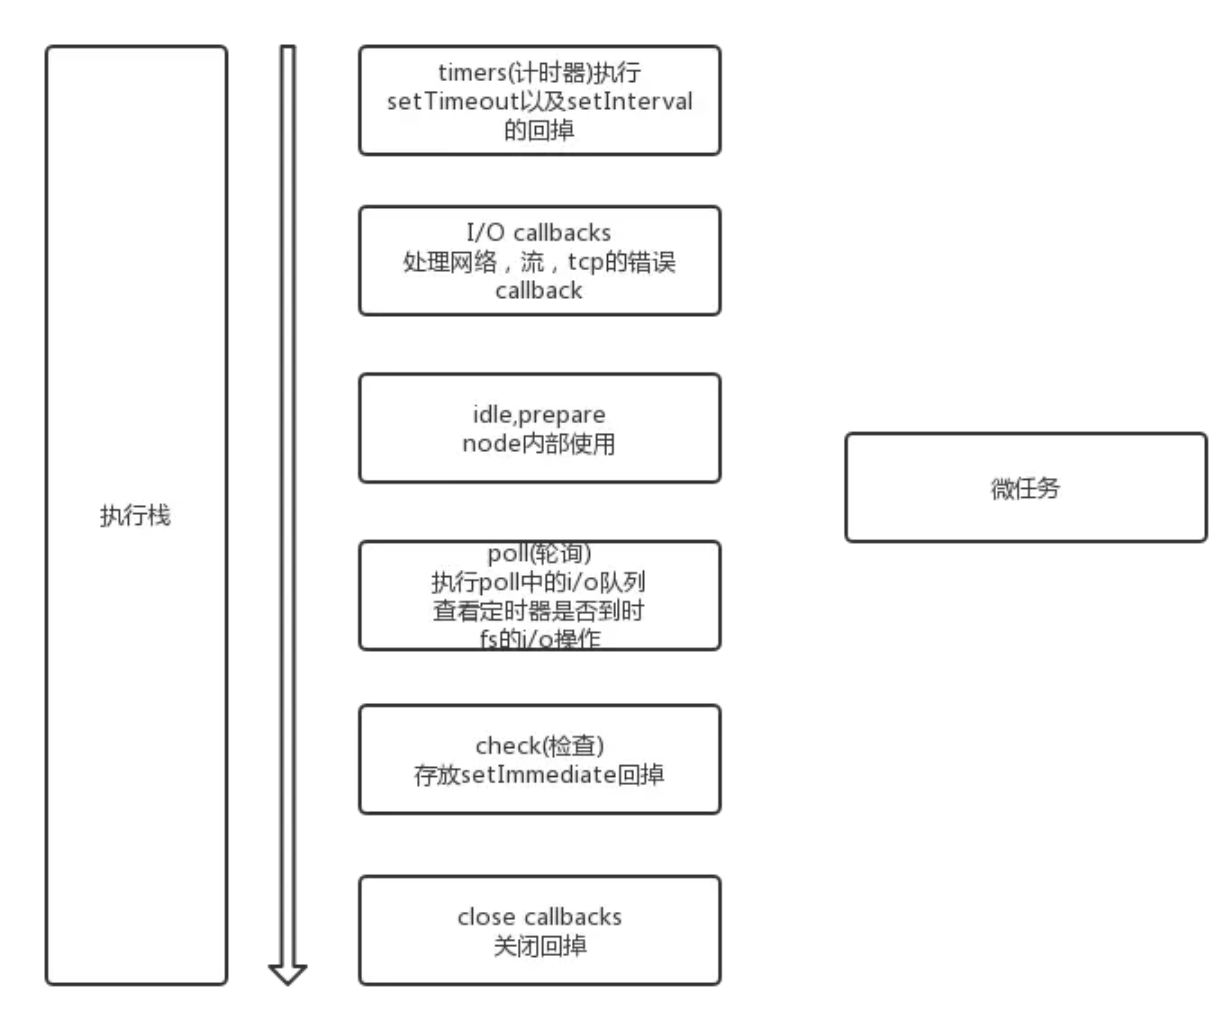 执行栈
timers(计时器)执行
setTimeout以及setInterval
的回掉
I/O callbacks
处理网络，流，tcp的错误
callback
idle,prepare
node内部使用
poll(轮询)
执行poll中的i/o队列
查看定时器是否到时
fs的i/o操作
check(检查)
存放setImmediate回掉
close callbacks
关闭回掉
微任务